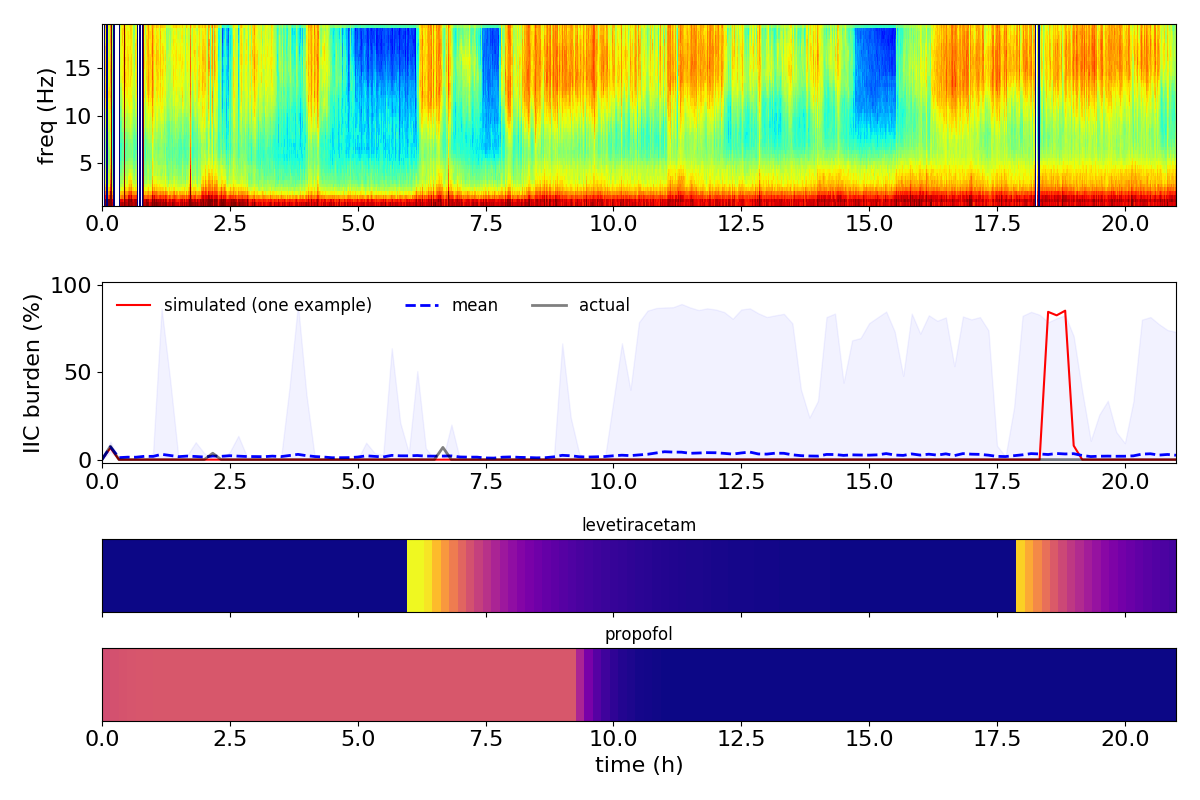 freq (Hz)
15
10
5
0.0 2.5 5.0 7.5 10.0 12.5 15.0 17.5 20.0
IIC burden (%)
100
50
0
simulated (one example) mean actual
0.0 2.5 5.0 7.5 10.0 12.5 15.0 17.5 20.0
levetiracetam
propofol
0.0 2.5 5.0 7.5 10.0 12.5 15.0 17.5 20.0
time (h)